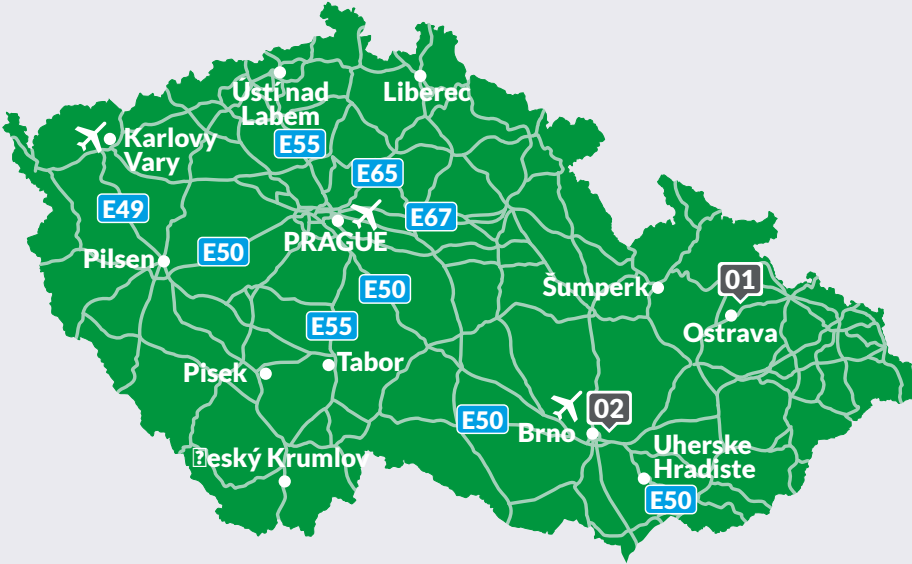 Ústí nad
Labem
Liberec
Karlovy
Vary
E55
E65
E49
E67
PRAGUE
E50
Pilsen
E50
Šumperk
01
E55
Ostrava
Tabor
Pisek
02
E50
Brno
Uherske
Hradiste
eský Krumlov
E50